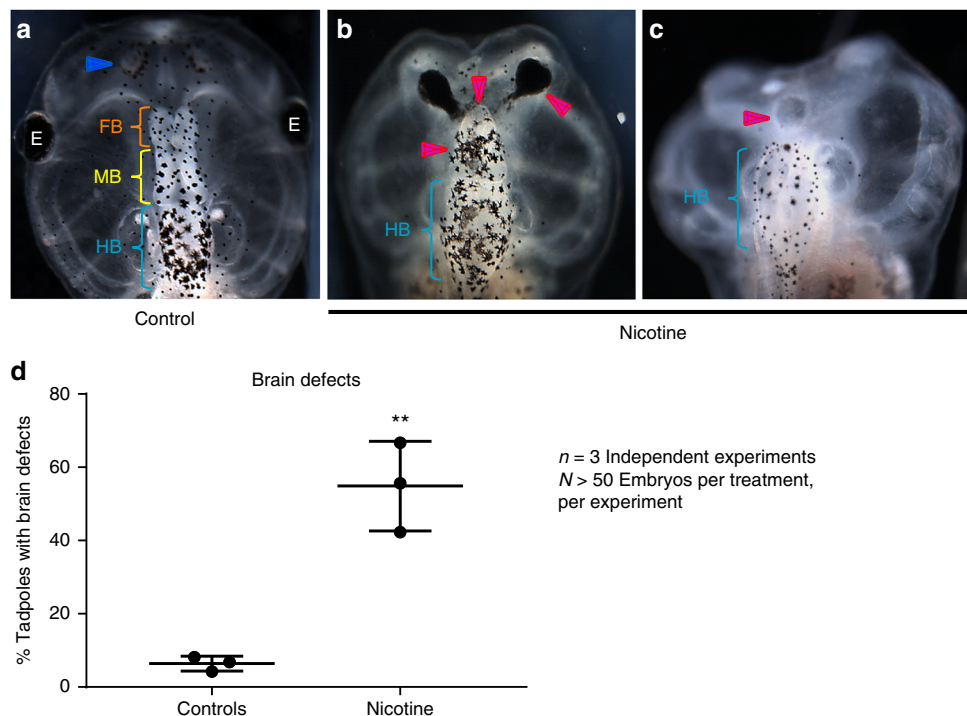 a
b
c
E
E
FB
MB
HB
HB
HB
Control
Nicotine
d
Brain defects
% Tadpoles with brain defects
80
60
40
20
0
**
Controls
Nicotine
n = 3 Independent experiments
N > 50 Embryos per treatment,
per experiment